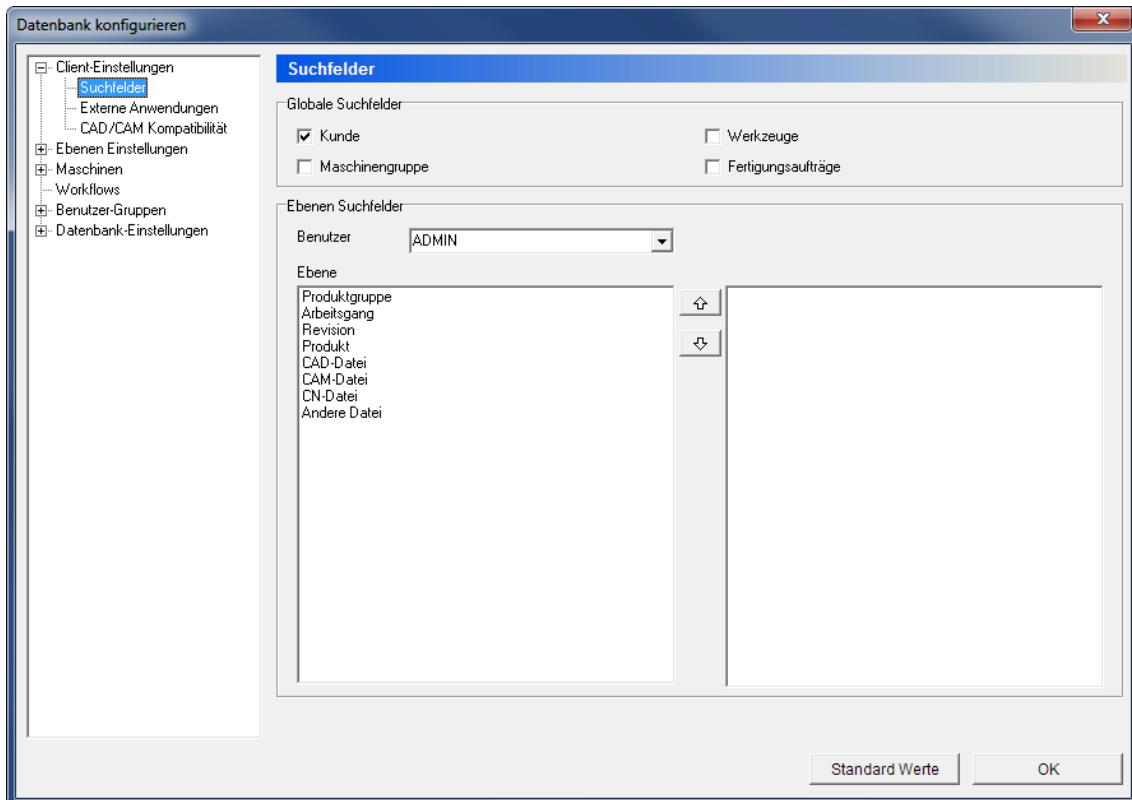 Datenbank konfigurieren
Client-Einstellungen
Suchfelder
Externe Anwendungen
CAD/CAM Kompatibilität
Ebenen Einstellungen
Maschinen
Workflows
Benutzer-Gruppen
Datenbank-Einstellungen
Suchfelder
Globale Suchfelder
Kunde
Werkzeuge
Maschinengruppe
Fertigungsaufträge
Ebenen Suchfelder
Benutzer
ADMIN
Ebene
Produktgruppe
Arbeitsgang
Revision
Produkt
CAD-Datei
CAM-Datei
CN-Datei
Andere Datei
Standard Werte
OK